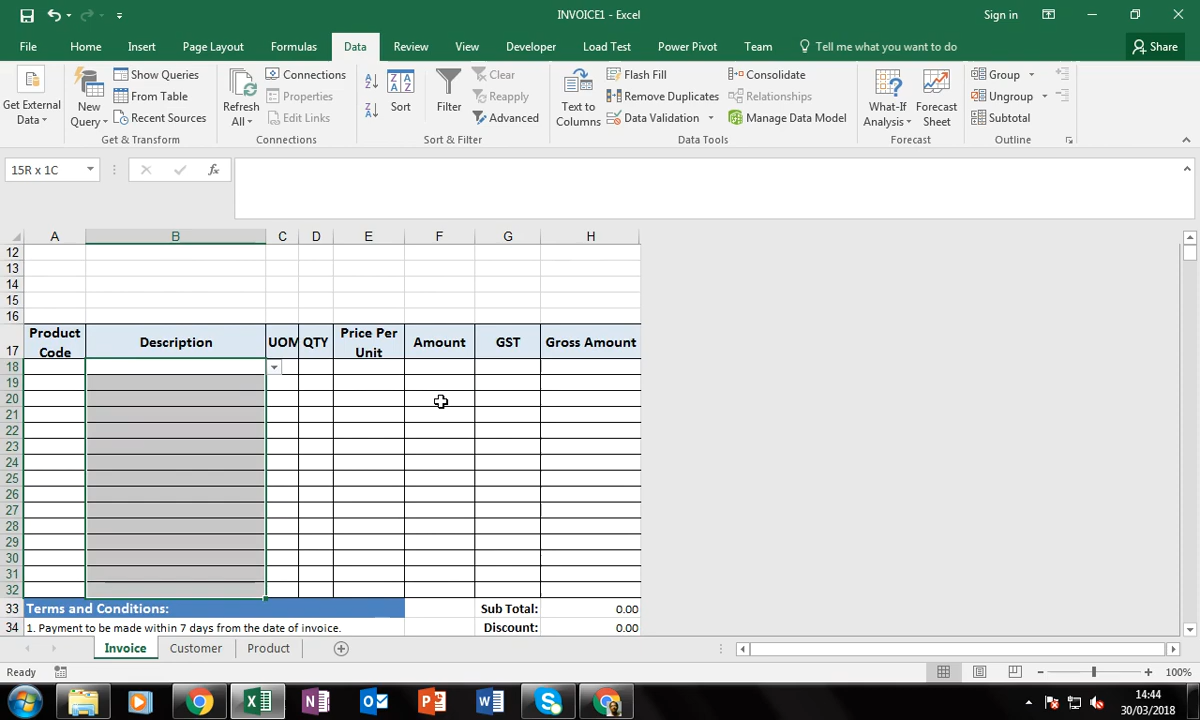 INVOICE1 - Excel
Sign in
File Home Insert Page Layout Formulas Data Review View Developer Load Test Power Pivot Team Tell me what you want to do Share
Get External Data
New Query
Show Queries
From Table
Recent Sources
Get & Transform
Refresh All
Connections
Properties
Edit Links
Connections
Sort
Filter
Clear
Reapply
Advanced
Sort & Filter
Text to Columns
Flash Fill
Remove Duplicates
Data Validation
Consolidate
Relationships
Manage Data Model
Data Tools
What-If Analysis
Forecast Sheet
Forecast
Group
Ungroup
Subtotal
Outline
15R x 1C
fx
A B C D E F G H
12
13
14
15
16
17 Product Code Description UOM QTY Price Per Unit Amount GST Gross Amount
18
19
20
21
22
23
24
25
26
27
28
29
30
31
32
33 Terms and Conditions: Sub Total: 0.00
34 1. Payment to be made within 7 days from the date of invoice. Discount: 0.00
Invoice Customer Product
Ready
100%
14:44
30/03/2018